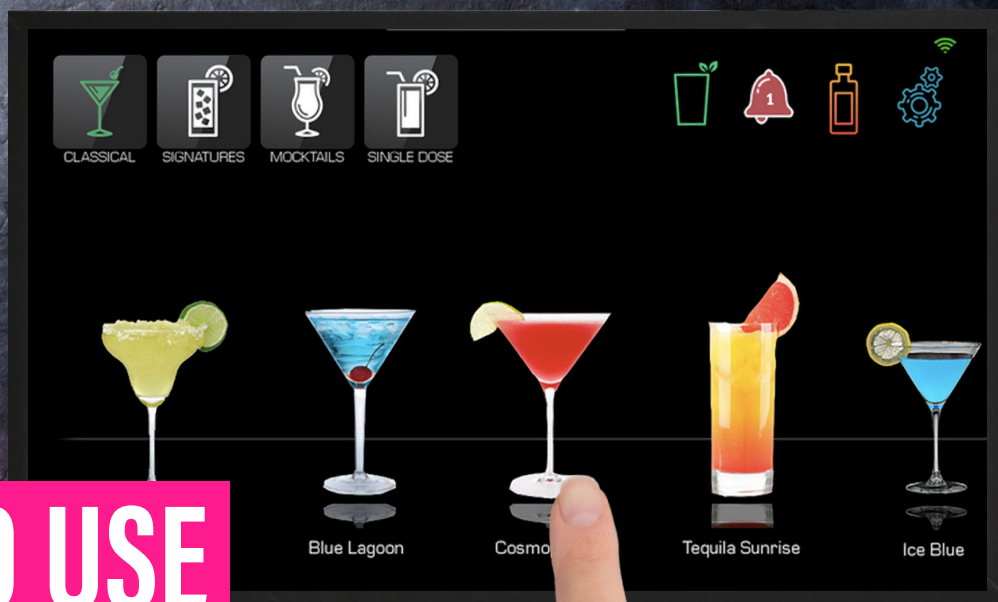 1
CLASSICAL
SIGNATURES
MOCKTAILS
SINGLE DOSE
Blue Lagoon
Tequila Sunrise
Ice Blue
USE